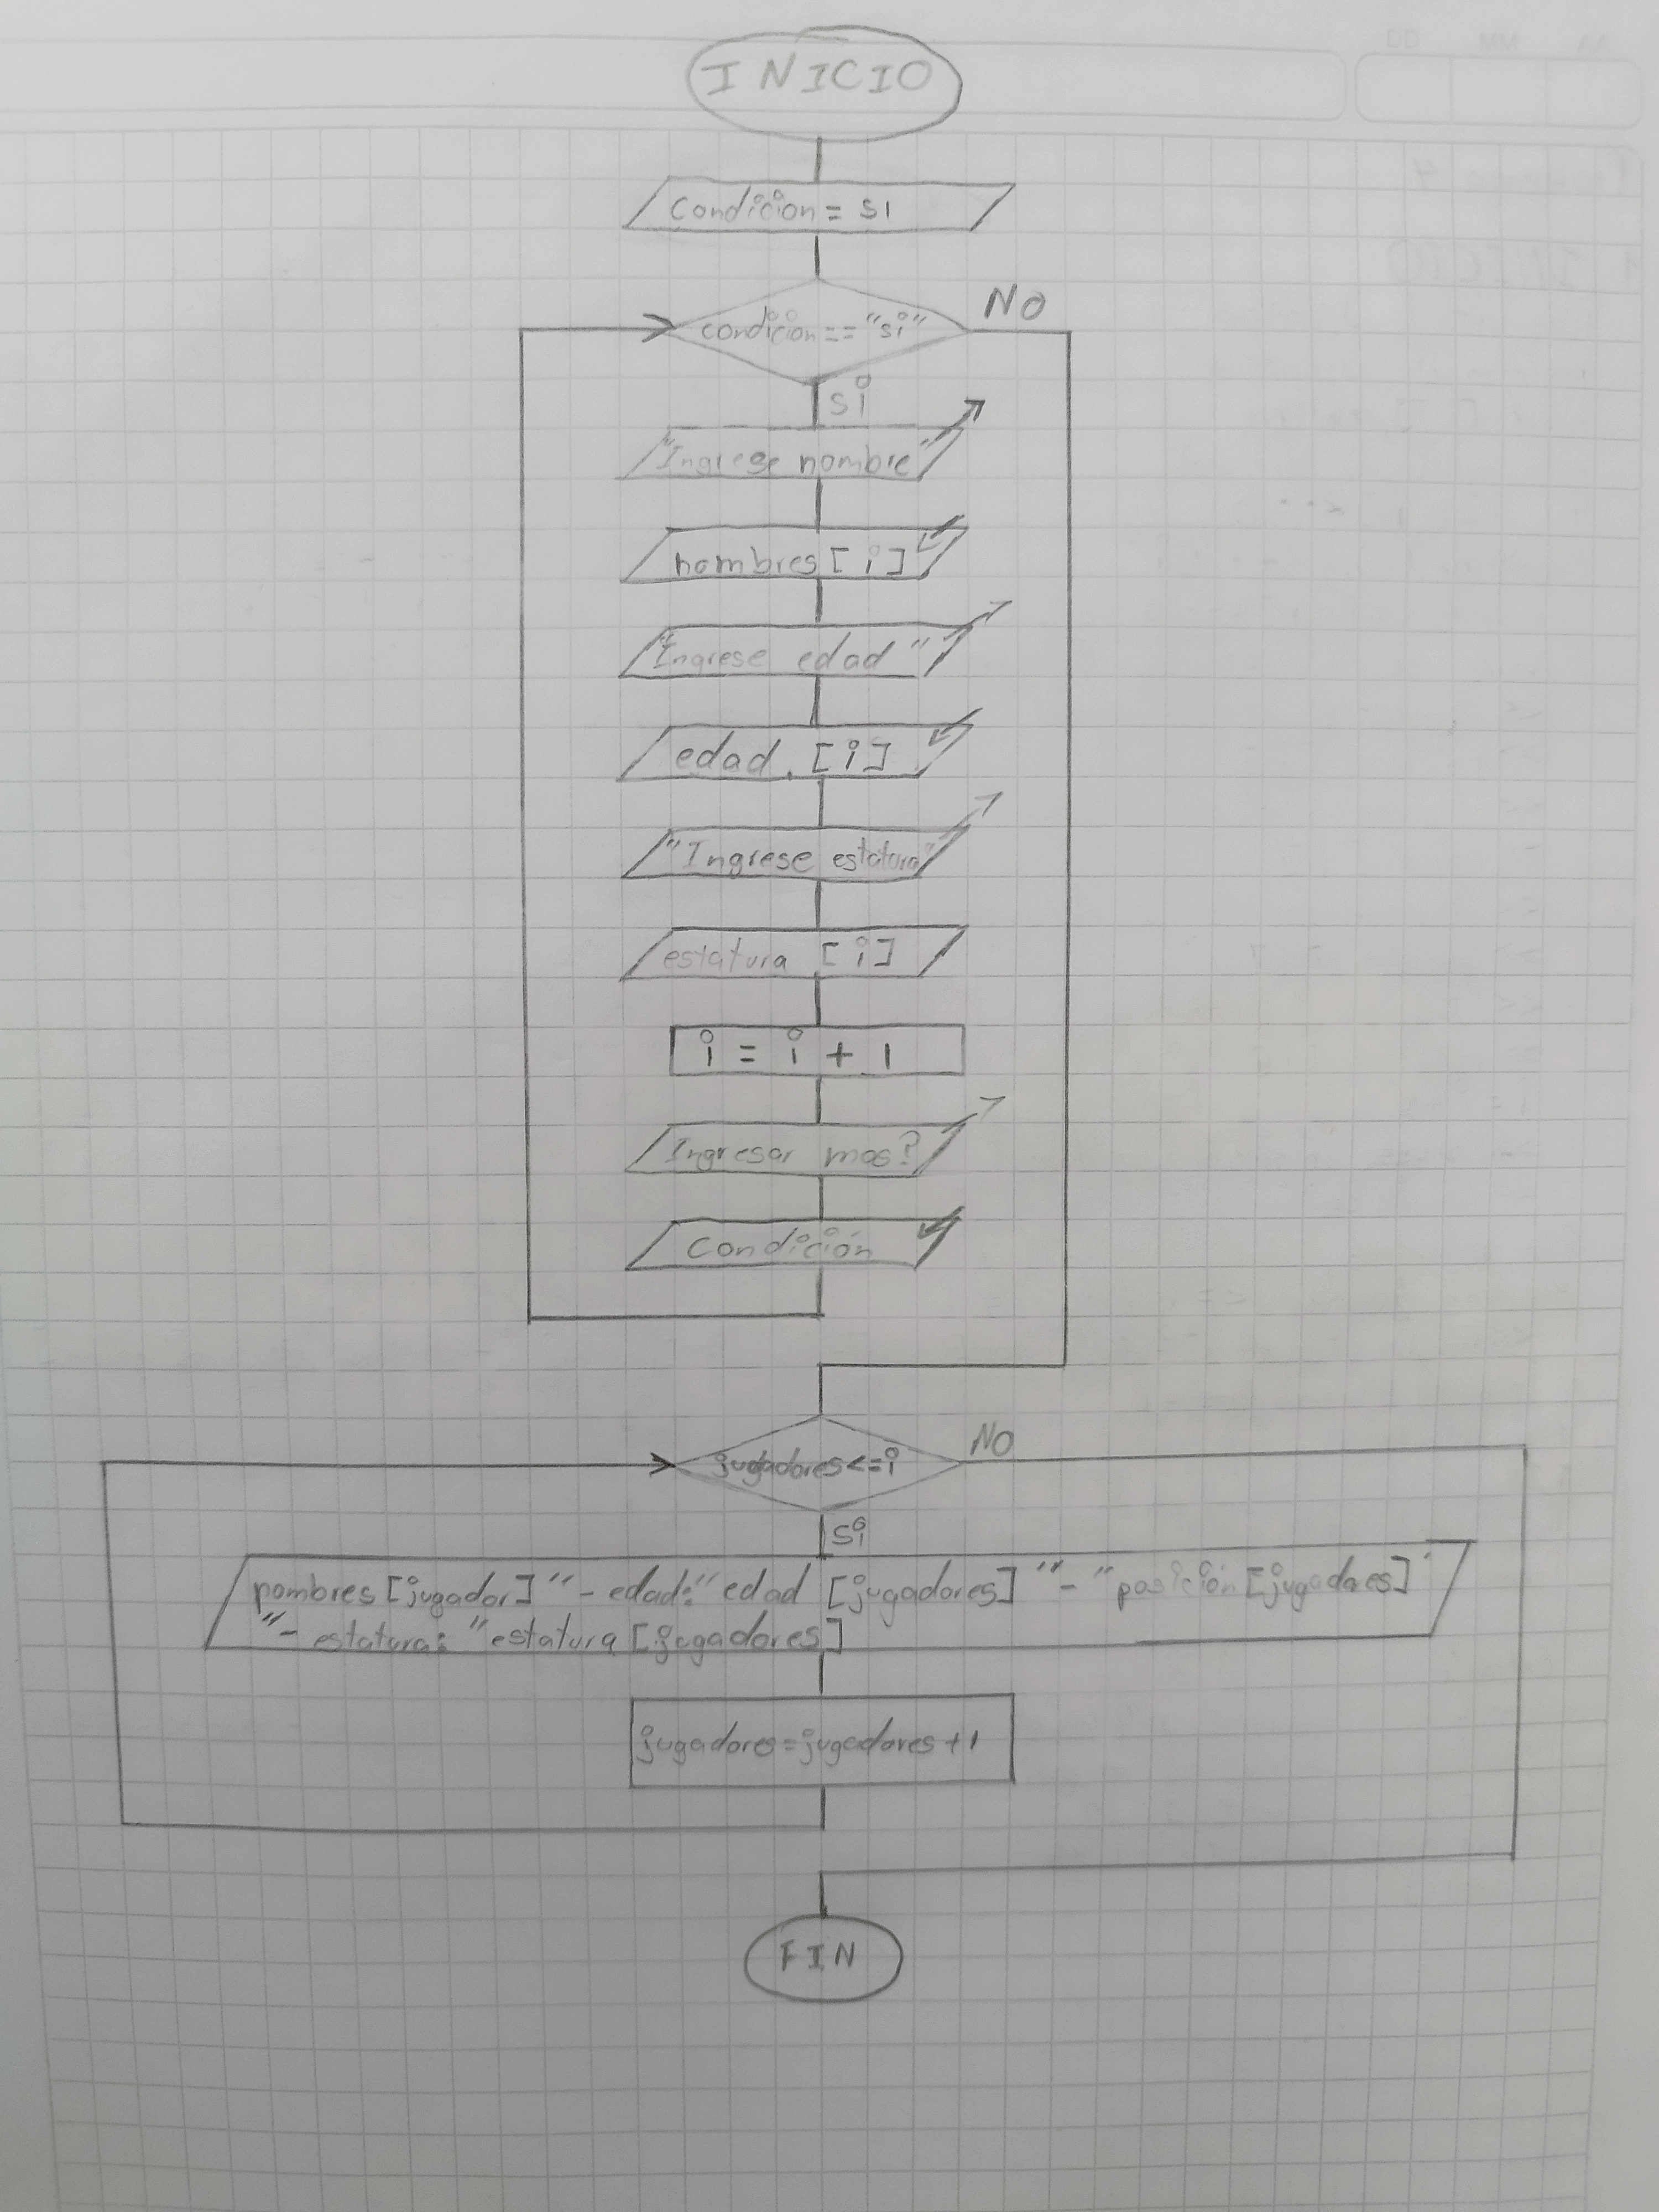 DD MM AA
INICIO
Condicion = SI
condicion == "si"
NO
si
"Ingrese nombre"
nombres [i]
"Ingrese edad"
edad. [i]
"Ingrese estatura"
estatura [i]
i = i + 1
Ingresar mas?
Condición
jugadores <= i
NO
si
nombres [jugador] "- edad:" edad [jugadores] "-" posición [jugadores]
"- estatura: "estatura [jugadores]
jugadores = jugadores + 1
FIN